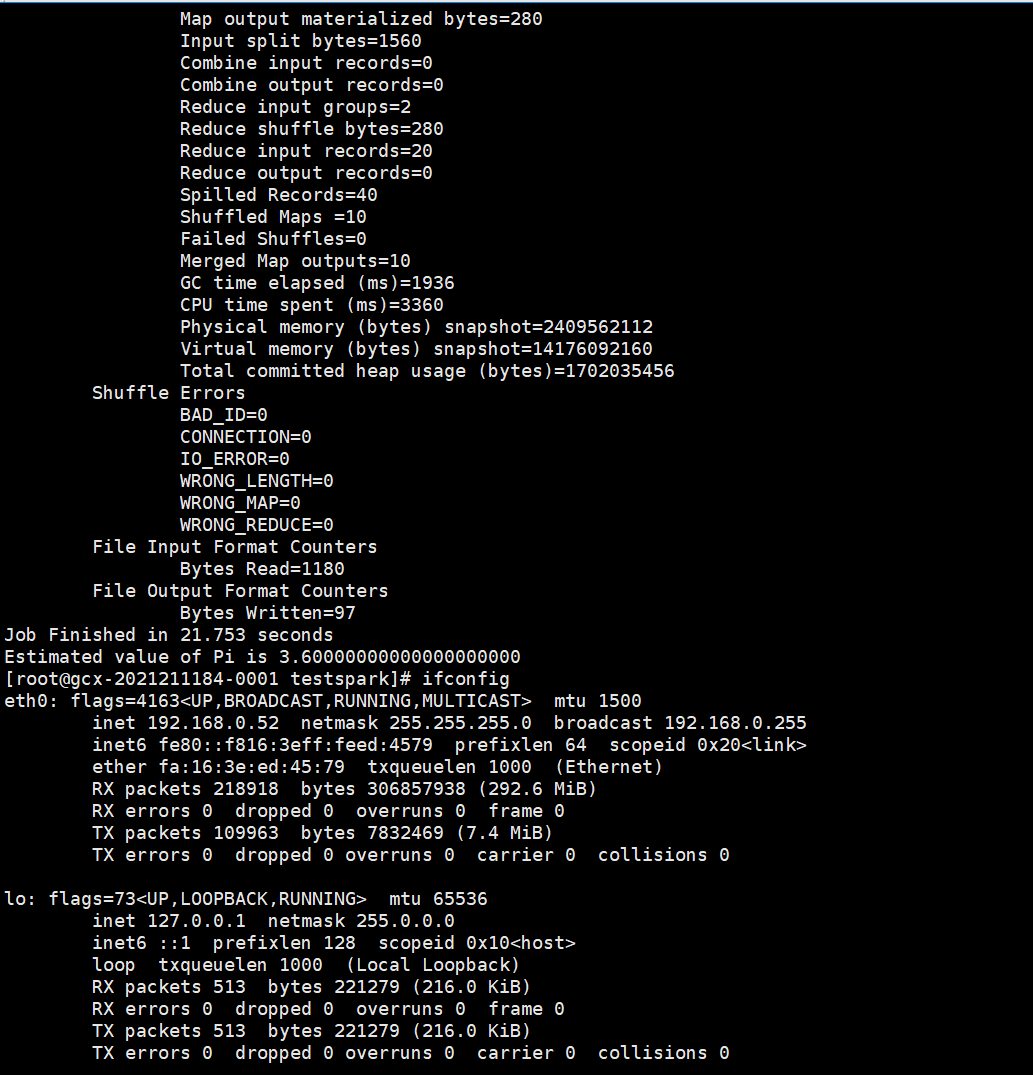 Map output materialized bytes=280
Input split bytes=1560
Combine input records=0
Combine output records=0
Reduce input groups=2
Reduce shuffle bytes=280
Reduce input records=20
Reduce output records=0
Spilled Records=40
Shuffled Maps =10
Failed Shuffles=0
Merged Map outputs=10
GC time elapsed (ms)=1936
CPU time spent (ms)=3360
Physical memory (bytes) snapshot=2409562112
Virtual memory (bytes) snapshot=14176092160
Total committed heap usage (bytes)=1702035456
Shuffle Errors
BAD_ID=0
CONNECTION=0
IO_ERROR=0
WRONG_LENGTH=0
WRONG_MAP=0
WRONG_REDUCE=0
File Input Format Counters
Bytes Read=1180
File Output Format Counters
Bytes Written=97
Job Finished in 21.753 seconds
Estimated value of Pi is 3.60000000000000000000
[root@gcx-2021211184-0001 testspark]# ifconfig
eth0: flags=4163<UP,BROADCAST,RUNNING,MULTICAST>  mtu 1500
inet 192.168.0.52  netmask 255.255.255.0  broadcast 192.168.0.255
inet6 fe80::f816:3eff:feed:4579  prefixlen 64  scopeid 0x20<link>
ether fa:16:3e:ed:45:79  txqueuelen 1000  (Ethernet)
RX packets 218918  bytes 306857938 (292.6 MiB)
RX errors 0  dropped 0  overruns 0  frame 0
TX packets 109963  bytes 7832469 (7.4 MiB)
TX errors 0  dropped 0 overruns 0  carrier 0  collisions 0
lo: flags=73<UP,LOOPBACK,RUNNING>  mtu 65536
inet 127.0.0.1  netmask 255.0.0.0
inet6 ::1  prefixlen 128  scopeid 0x10<host>
loop  txqueuelen 1000  (Local Loopback)
RX packets 513  bytes 221279 (216.0 KiB)
RX errors 0  dropped 0  overruns 0  frame 0
TX packets 513  bytes 221279 (216.0 KiB)
TX errors 0  dropped 0 overruns 0  carrier 0  collisions 0